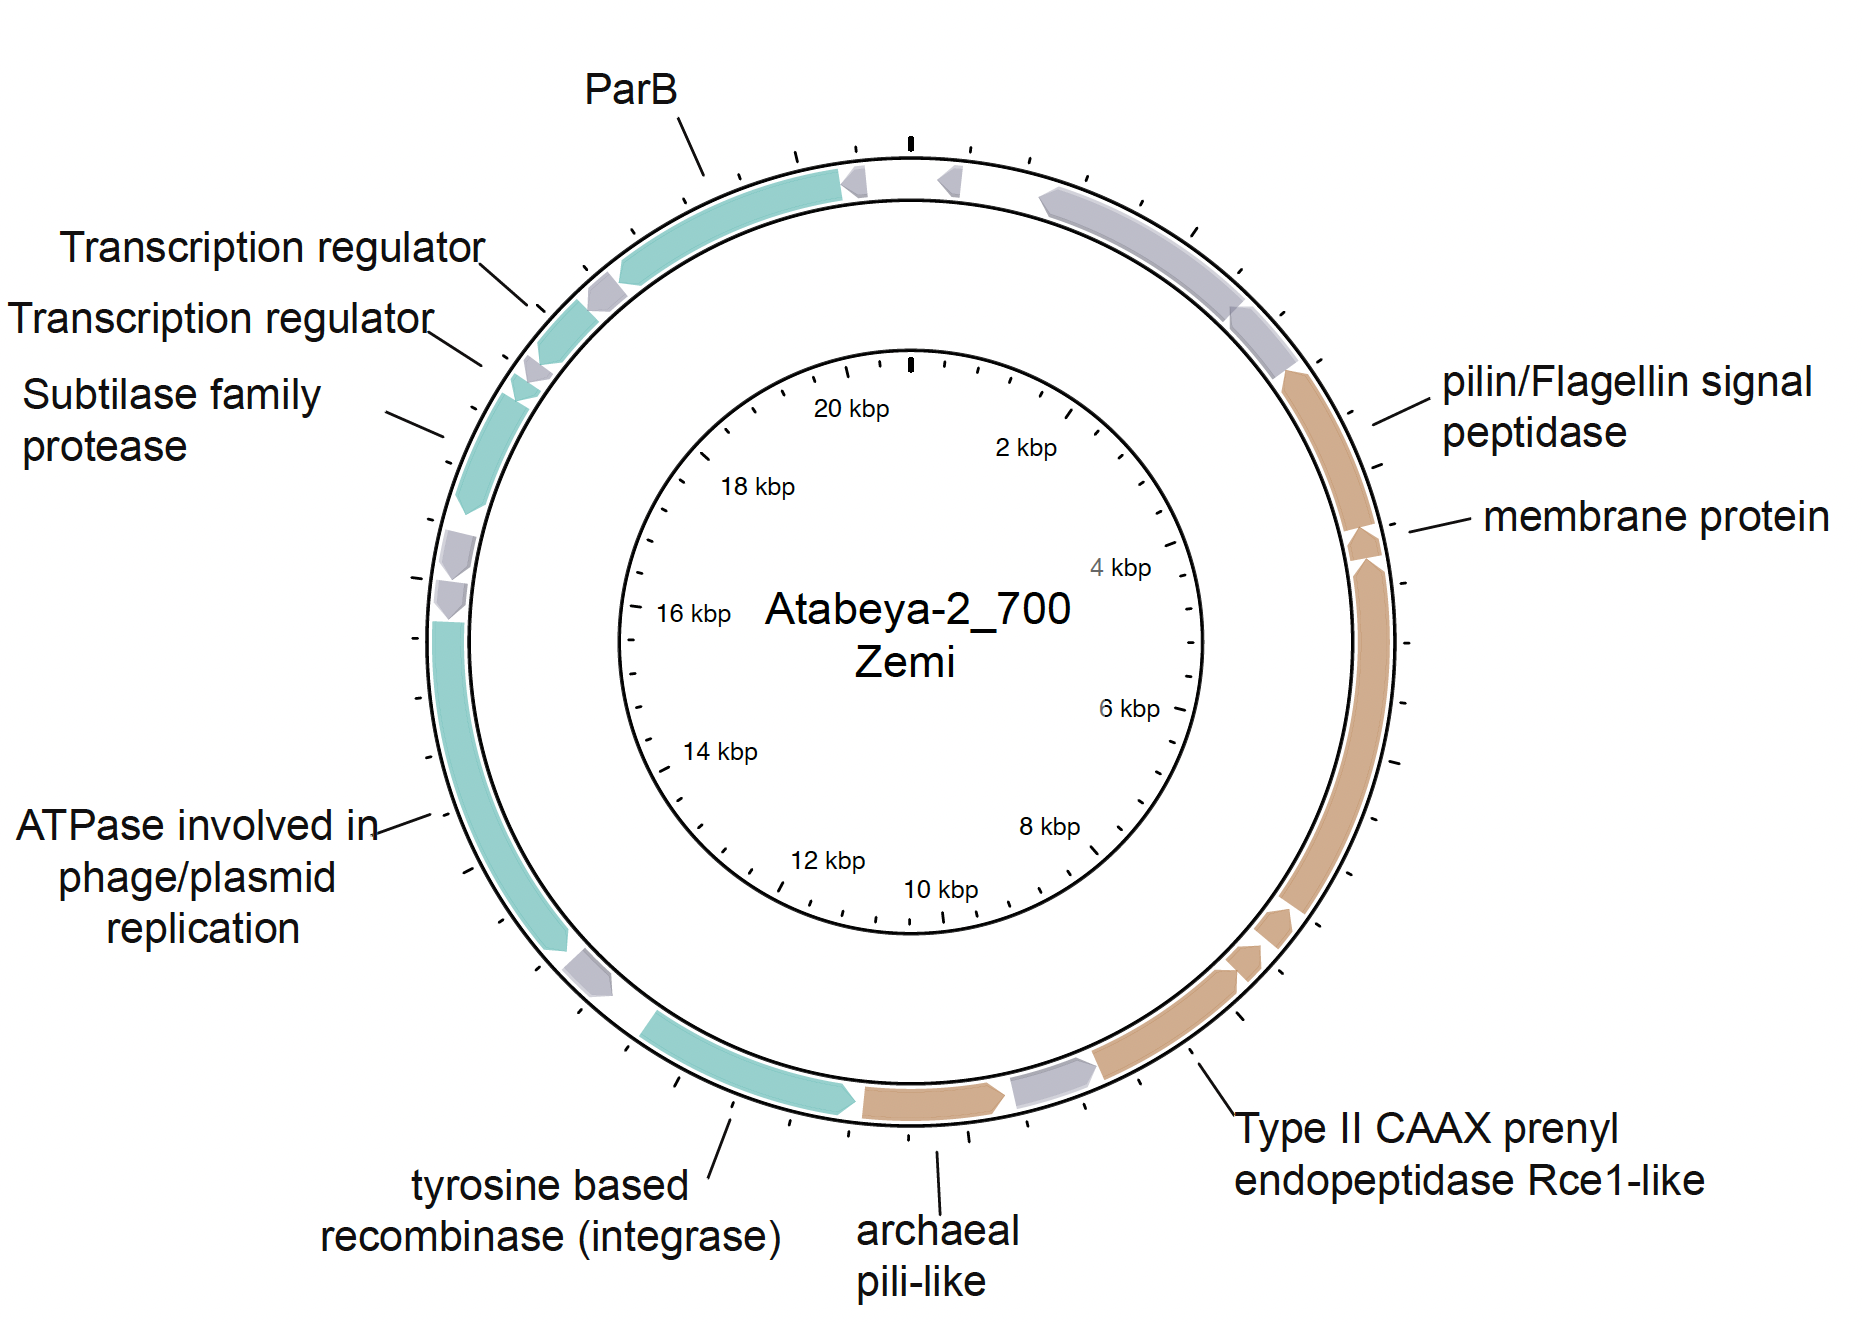 ParB
Transcription regulator
Transcription regulator
Subtilase family
protease
pilin/Flagellin signal
peptidase
membrane protein
20 kbp
2 kbp
18 kbp
4 kbp
16 kbp
Atabeya-2_700
Zemi
6 kbp
14 kbp
8 kbp
12 kbp
10 kbp
ATPase involved in
phage/plasmid
replication
Type II CAAX prenyl
endopeptidase Rce1-like
tyrosine based
recombinase (integrase)
archaeal
pili-like